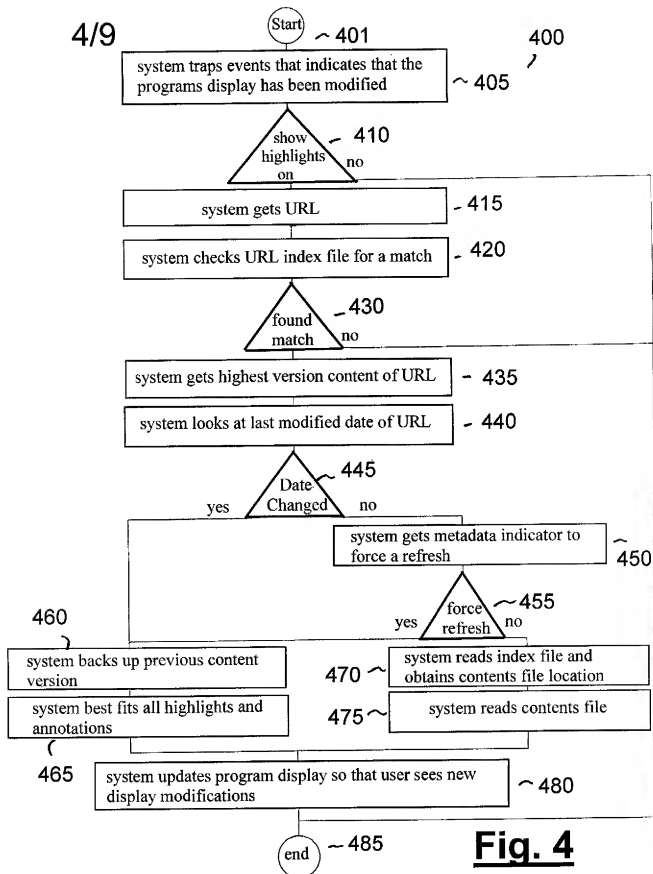 4/9
Start
401
400
system traps events that indicates that the
programs display has been modified
405
show
highlights
on
410
no
system gets URL
415
system checks URL index file for a match
420
found
match
430
no
system gets highest version content of URL
435
system looks at last modified date of URL
440
Date
Changed
445
yes
no
system gets metadata indicator to
force a refresh
450
force
refresh
455
yes
no
460
system backs up previous content
version
system best fits all highlights and
annotations
465
470
system reads index file and
obtains contents file location
475
system reads contents file
system updates program display so that user sees new
display modifications
480
end
485
Fig. 4